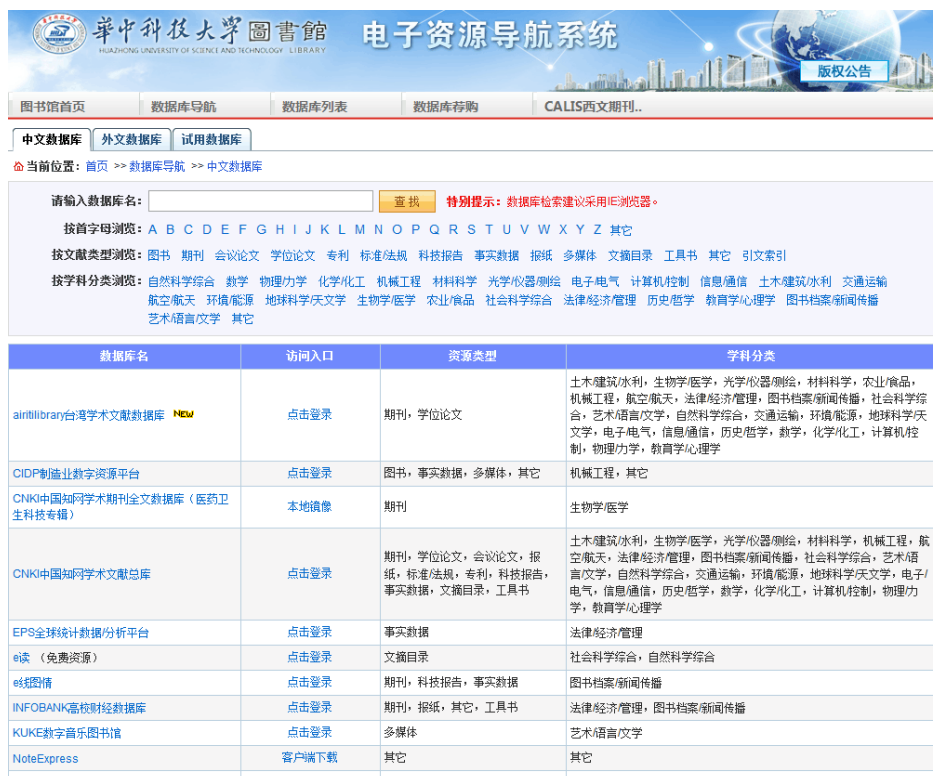 華中科技大学圖書館 电子资源导航系统
HUAZHONG UNIVERSITY OF SCIENCE AND TECHNOLOGY LIBRARY
版权公告
图书馆首页 数据库导航 数据库列表 数据库荐购 CALIS西文期刊..
中文数据库 外文数据库 试用数据库
当前位置：首页 >>数据库导航 >>中文数据库
请输入数据库名： 查找 特别提示：数据库检索建议采用IE浏览器。
按首字母浏览：A B C D E F G H I J K L M N O P Q R S T U V W X Y Z 其它
按文献类型浏览：图书 期刊 会议论文 学位论文 专利 标准/法规 科技报告 事实数据 报纸 多媒体 文摘目录 工具书 其它 引文索引
按学科分类浏览：自然科学综合 数学 物理/力学 化学/化工 机械工程 材料科学 光学/仪器/测绘 电子/电气 计算机/控制 信息/通信 土木/建筑/水利 交通运输
航空/航天 环境/能源 地球科学/天文学 生物学/医学 农业/食品 社会科学综合 法律/经济/管理 历史/哲学 教育学/心理学 图书档案/新闻传播
艺术/语言/文学 其它
数据库名 访问入口 资源类型 学科分类
airitilibrary台湾学术文献数据库 NEW 点击登录 期刊，学位论文 土木/建筑/水利，生物学/医学，光学/仪器/测绘，材料科学，农业/食品，
机械工程，航空/航天，法律/经济/管理，图书档案/新闻传播，社会科学综
合，艺术/语言/文学，自然科学综合，交通运输，环境/能源，地球科学/天
文学，电子/电气，信息/通信，历史/哲学，数学，化学/化工，计算机/控
制，物理/力学，教育学/心理学
CIDP制造业数字资源平台 点击登录 图书，事实数据，多媒体，其它 机械工程，其它
CNKI中国知网学术期刊全文数据库（医药卫
生科技专辑） 本地镜像 期刊 生物学/医学
CNKI中国知网学术文献总库 点击登录 期刊，学位论文，会议论文，报
纸，标准/法规，专利，科技报告，
事实数据，文摘目录，工具书 土木/建筑/水利，生物学/医学，光学/仪器/测绘，材料科学，机械工程，航
空/航天，法律/经济/管理，图书档案/新闻传播，社会科学综合，艺术/语
言/文学，自然科学综合，交通运输，环境/能源，地球科学/天文学，电子/
电气，信息/通信，历史/哲学，数学，化学/化工，计算机/控制，物理/力
学，教育学/心理学
EPS全球统计数据/分析平台 点击登录 事实数据 法律/经济/管理
e读 （免费资源） 点击登录 文摘目录 社会科学综合，自然科学综合
e线图情 点击登录 期刊，科技报告，事实数据 图书档案/新闻传播
INFOBANK高校财经数据库 点击登录 期刊，报纸，其它，工具书 法律/经济/管理，图书档案/新闻传播
KUKE数字音乐图书馆 点击登录 多媒体 艺术/语言/文学
NoteExpress 客户端下载 其它 其它